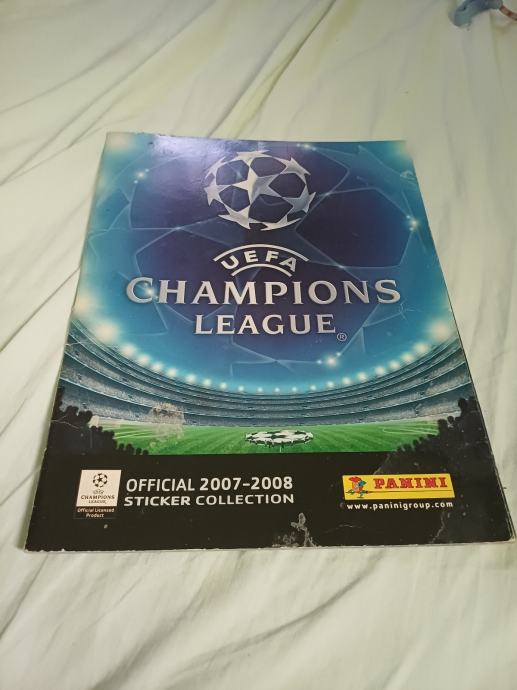 UEFA
CHAMPIONS
LEAGUE®
UEFA
CHAMPIONS
LEAGUE
Official Licensed
Product
OFFICIAL 2007-2008
STICKER COLLECTION
PANINI
www.paninigroup.com